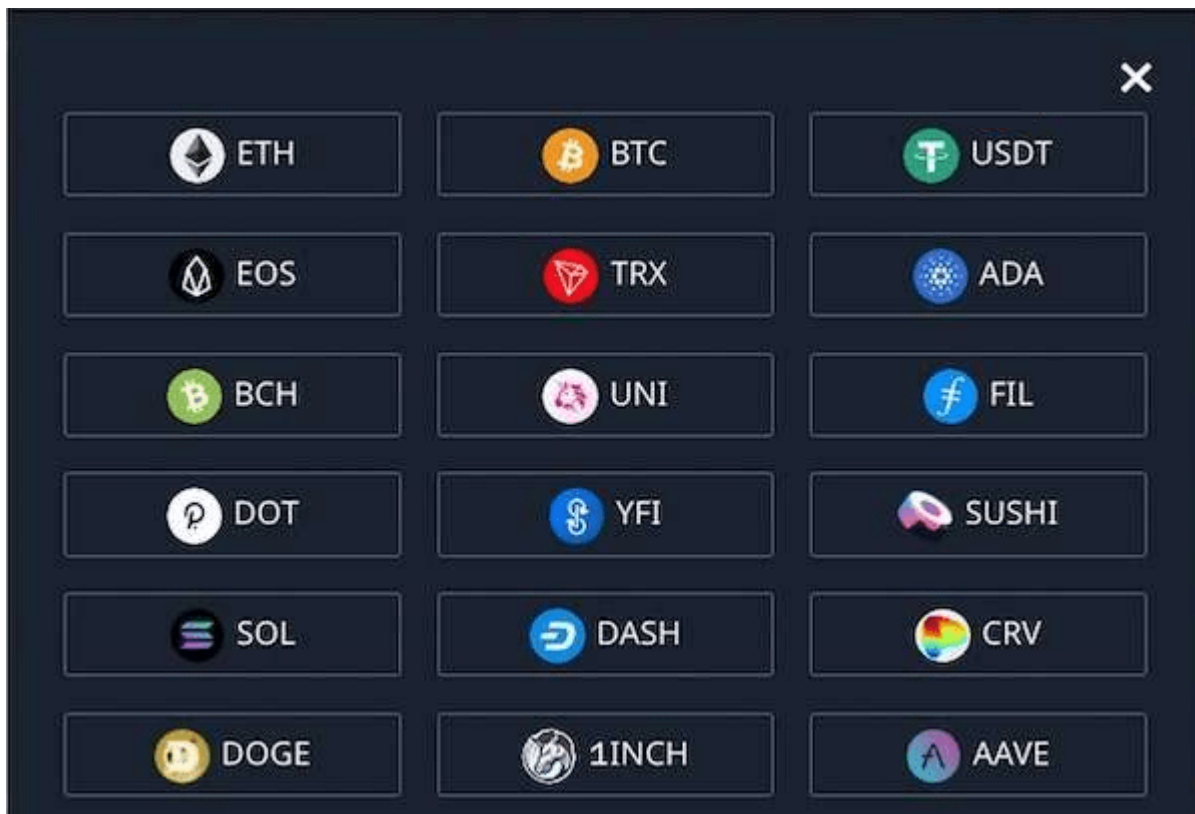 ETH BTC USDT
EOS TRX ADA
BCH UNI FIL
DOT YFI SUSHI
SOL DASH CRV
DOGE 1INCH AAVE